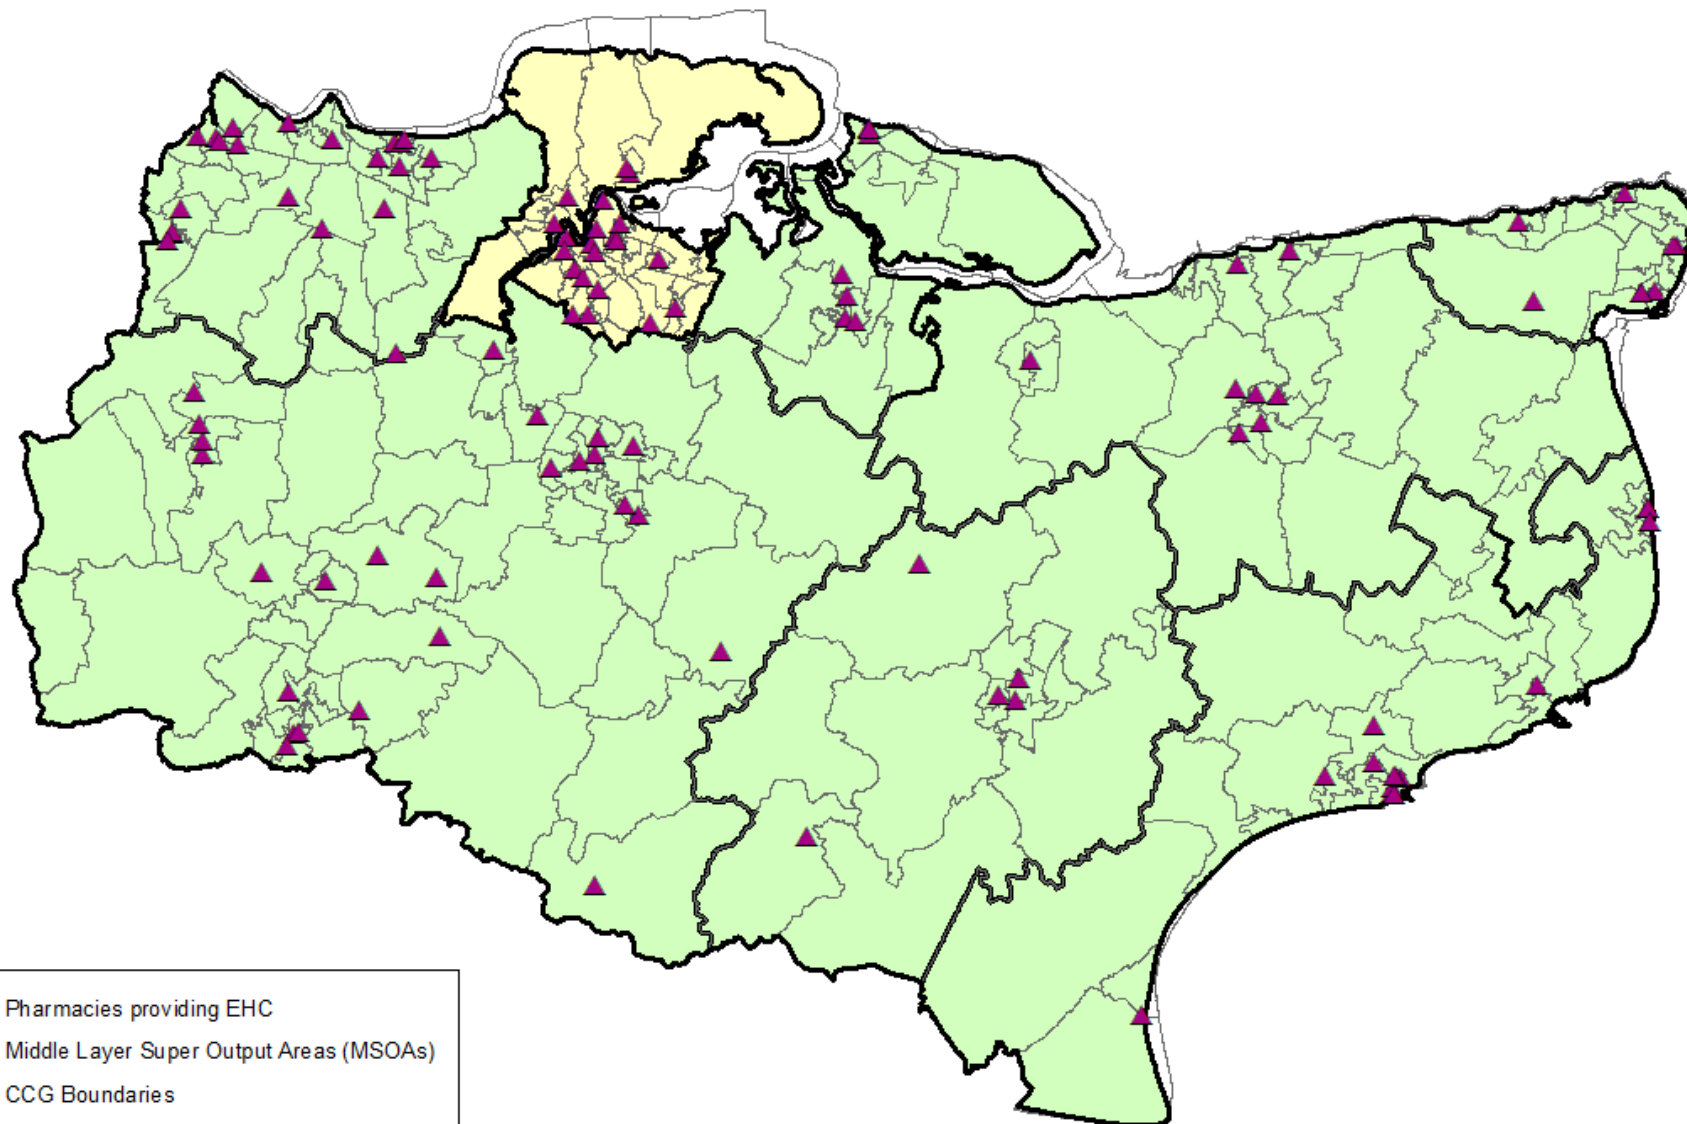 Pharmacies providing EHC
Middle Layer Super Output Areas (MSOAs)
CCG Boundaries